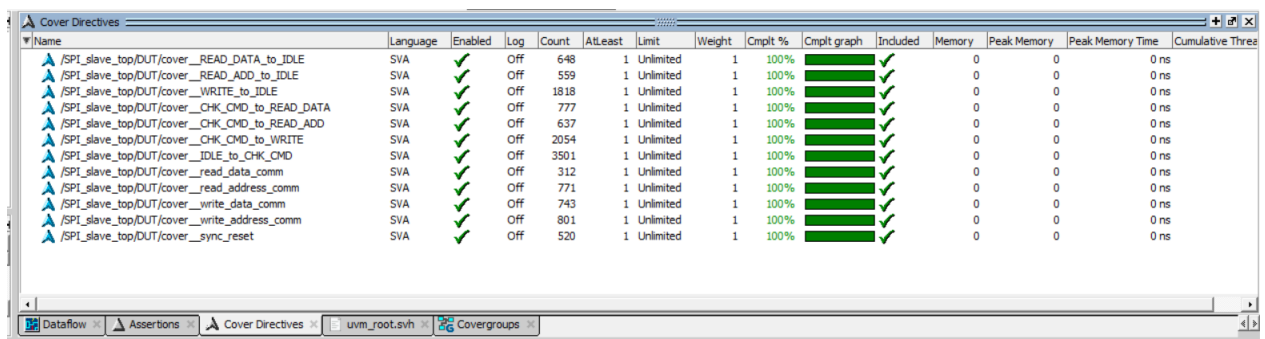 Cover Directives
Name Language Enabled Log Count AtLeast Limit Weight Cmplt % Cmplt graph Included Memory Peak Memory Peak Memory Time Cumulative Threa
/SPI_slave_top/DUT/cover__READ_DATA_to_IDLE SVA Off 648 1 Unlimited 1 100% 0 0 0 ns
/SPI_slave_top/DUT/cover__READ_ADD_to_IDLE SVA Off 559 1 Unlimited 1 100% 0 0 0 ns
/SPI_slave_top/DUT/cover__WRITE_to_IDLE SVA Off 1818 1 Unlimited 1 100% 0 0 0 ns
/SPI_slave_top/DUT/cover__CHK_CMD_to_READ_DATA SVA Off 777 1 Unlimited 1 100% 0 0 0 ns
/SPI_slave_top/DUT/cover__CHK_CMD_to_READ_ADD SVA Off 637 1 Unlimited 1 100% 0 0 0 ns
/SPI_slave_top/DUT/cover__CHK_CMD_to_WRITE SVA Off 2054 1 Unlimited 1 100% 0 0 0 ns
/SPI_slave_top/DUT/cover__IDLE_to_CHK_CMD SVA Off 3501 1 Unlimited 1 100% 0 0 0 ns
/SPI_slave_top/DUT/cover__read_data_comm SVA Off 312 1 Unlimited 1 100% 0 0 0 ns
/SPI_slave_top/DUT/cover__read_address_comm SVA Off 771 1 Unlimited 1 100% 0 0 0 ns
/SPI_slave_top/DUT/cover__write_data_comm SVA Off 743 1 Unlimited 1 100% 0 0 0 ns
/SPI_slave_top/DUT/cover__write_address_comm SVA Off 801 1 Unlimited 1 100% 0 0 0 ns
/SPI_slave_top/DUT/cover__sync_reset SVA Off 520 1 Unlimited 1 100% 0 0 0 ns
Dataflow Assertions Cover Directives uvm_root.svh Covergroups